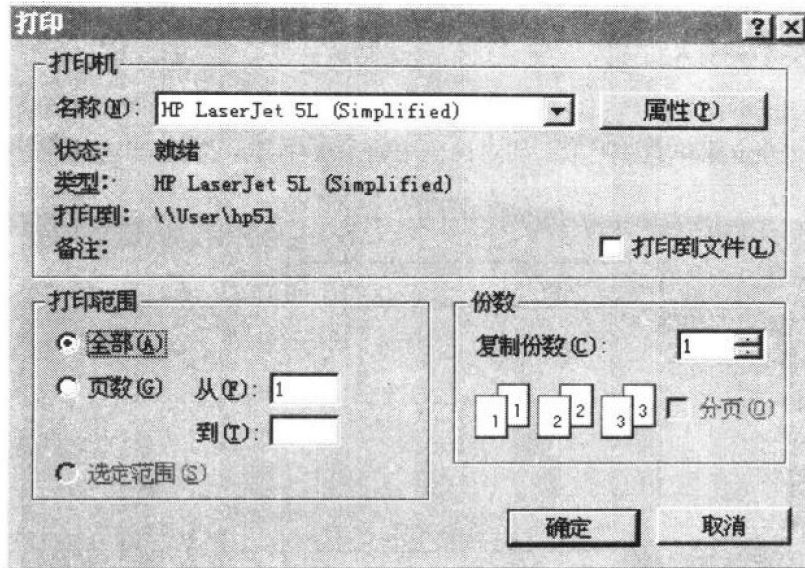 打印
打印机
名称(N): HP LaserJet 5L (Simplified) 属性(P)
状态: 就绪
类型: HP LaserJet 5L (Simplified)
打印到: \\User\hp5l
备注: 打印到文件(L)
打印范围
全部(A)
页数(G) 从(F): 1
到(T):
选定范围(S)
份数
复制份数(C): 1
1 1 2 2 3 3 分页(O)
确定 取消